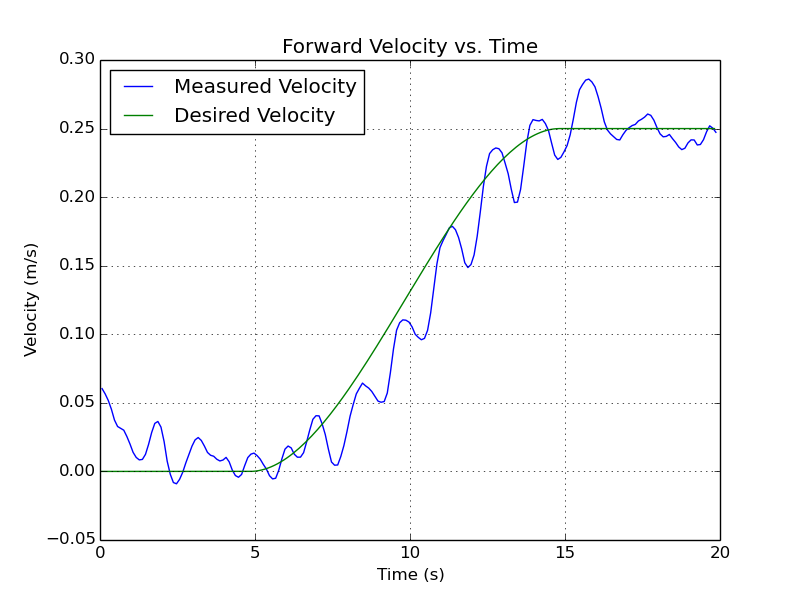 Forward Velocity vs. Time
Measured Velocity
Desired Velocity
0.30
0.25
0.20
0.15
0.10
0.05
0.00
−0.05
Velocity (m/s)
0 5 10 15 20
Time (s)